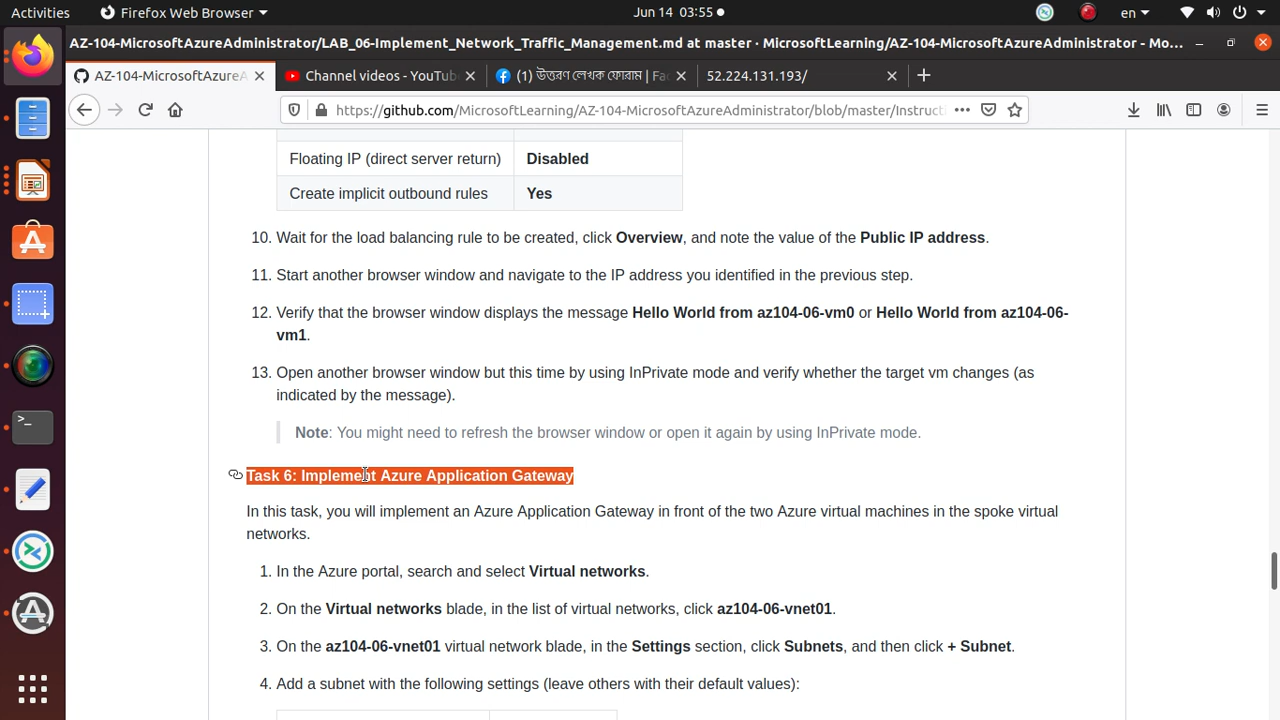 Activities Firefox Web Browser Jun 14 03:55 en
AZ-104-MicrosoftAzureAdministrator/LAB_06-Implement_Network_Traffic_Management.md at master · MicrosoftLearning/AZ-104-MicrosoftAzureAdministrator - Mo...
AZ-104-MicrosoftAzureA Channel videos - YouTub (1) উত্তরণ লেখক ফোরাম | Fac 52.224.131.193/
https://github.com/MicrosoftLearning/AZ-104-MicrosoftAzureAdministrator/blob/master/Instructi
Floating IP (direct server return) Disabled
Create implicit outbound rules Yes
10. Wait for the load balancing rule to be created, click Overview, and note the value of the Public IP address.
11. Start another browser window and navigate to the IP address you identified in the previous step.
12. Verify that the browser window displays the message Hello World from az104-06-vm0 or Hello World from az104-06-
vm1.
13. Open another browser window but this time by using InPrivate mode and verify whether the target vm changes (as
indicated by the message).
Note: You might need to refresh the browser window or open it again by using InPrivate mode.
Task 6: Implement Azure Application Gateway
In this task, you will implement an Azure Application Gateway in front of the two Azure virtual machines in the spoke virtual
networks.
1. In the Azure portal, search and select Virtual networks.
2. On the Virtual networks blade, in the list of virtual networks, click az104-06-vnet01.
3. On the az104-06-vnet01 virtual network blade, in the Settings section, click Subnets, and then click + Subnet.
4. Add a subnet with the following settings (leave others with their default values):